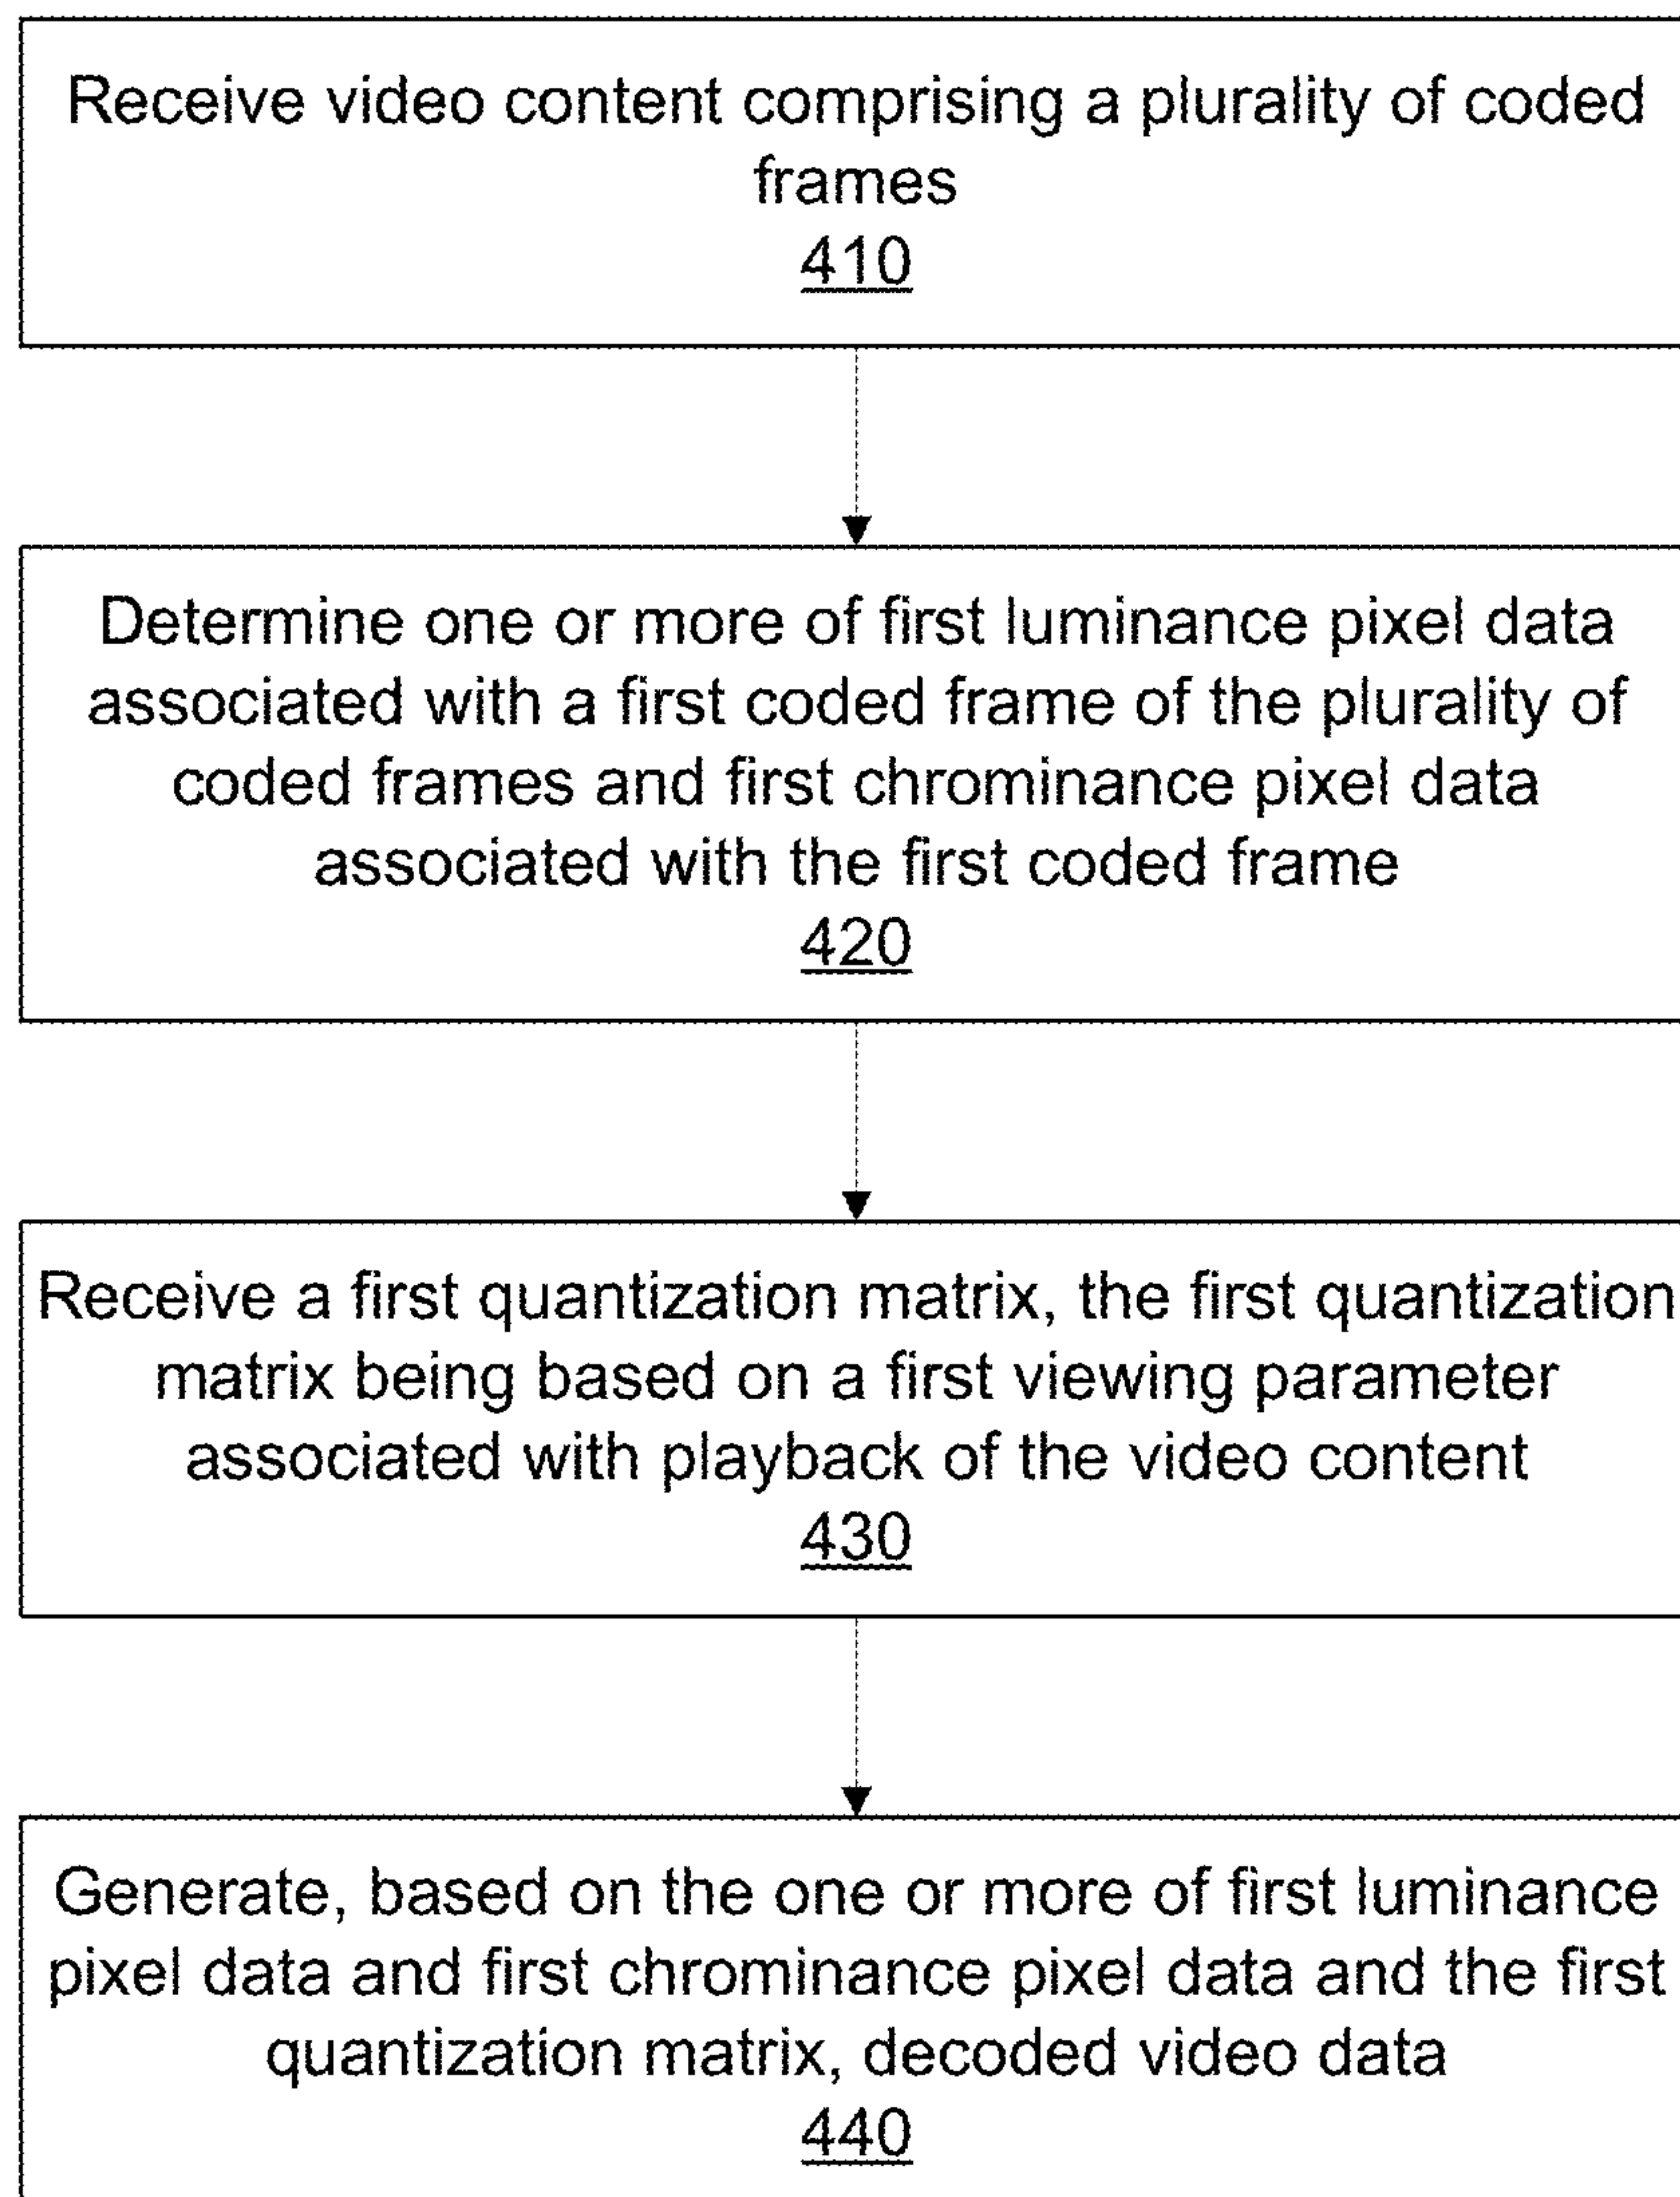 Receive video content comprising a plurality of coded
frames
410
Determine one or more of first luminance pixel data
associated with a first coded frame of the plurality of
coded frames and first chrominance pixel data
associated with the first coded frame
420
Receive a first quantization matrix, the first quantization
matrix being based on a first viewing parameter
associated with playback of the video content
430
Generate, based on the one or more of first luminance
pixel data and first chrominance pixel data and the first
quantization matrix, decoded video data
440